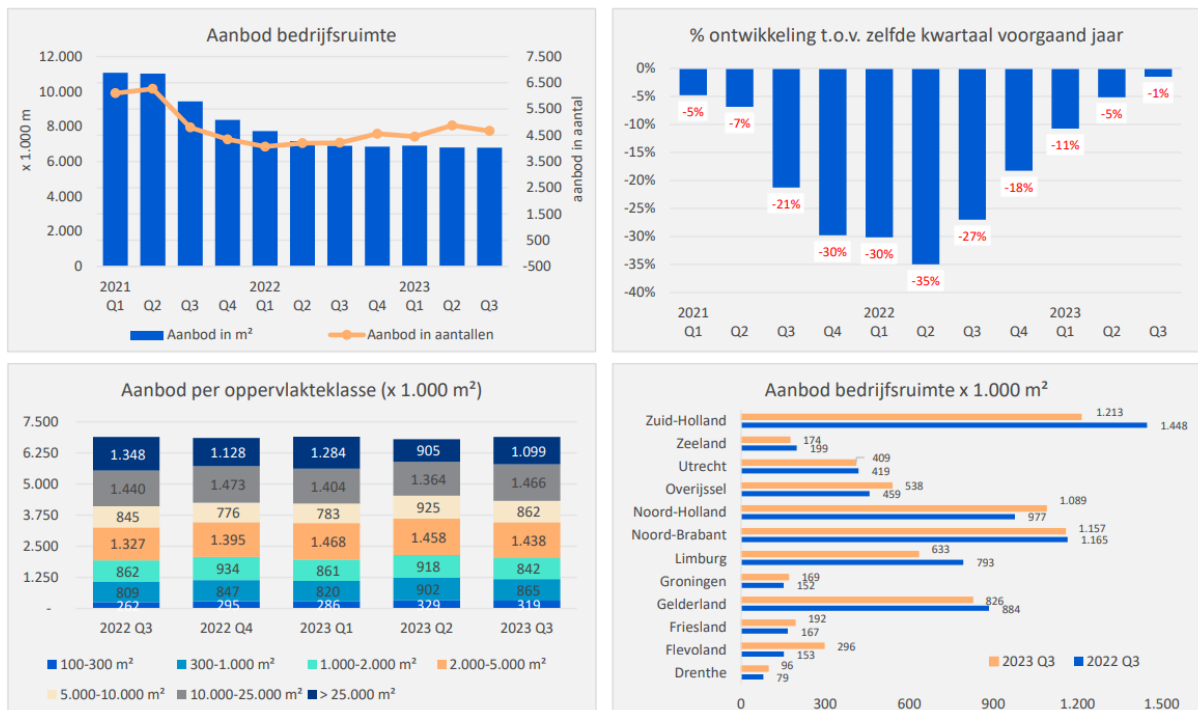 Aanbod bedrijfsruimte
12.000
10.000
8.000
6.000
4.000
2.000
0
x 1.000 m
7.500
6.500
5.500
4.500
3.500
2.500
1.500
500
-500
aanbod in aantal
2021 2022 2023
Q1 Q2 Q3 Q4 Q1 Q2 Q3 Q4 Q1 Q2 Q3
Aanbod in m² Aanbod in aantallen
% ontwikkeling t.o.v. zelfde kwartaal voorgaand jaar
0%
-5%
-10%
-15%
-20%
-25%
-30%
-35%
-40%
-5% -7% -21% -30% -30% -35% -27% -18% -11% -5% -1%
2021 2022 2023
Q1 Q2 Q3 Q4 Q1 Q2 Q3 Q4 Q1 Q2 Q3
Aanbod per oppervlakteklasse (x 1.000 m²)
7.500
6.250
5.000
3.750
2.500
1.250
-
1.348 1.128 1.284 905 1.099
1.440 1.473 1.404 1.364 1.466
845 776 783 925 862
1.327 1.395 1.468 1.458 1.438
862 934 861 918 842
809 847 820 902 865
262 295 286 329 319
2022 Q3 2022 Q4 2023 Q1 2023 Q2 2023 Q3
100-300 m² 300-1.000 m² 1.000-2.000 m² 2.000-5.000 m²
5.000-10.000 m² 10.000-25.000 m² > 25.000 m²
Aanbod bedrijfsruimte x 1.000 m²
Zuid-Holland 1.213 1.448
Zeeland 174 199
Utrecht 409 419
Overijssel 538 459
Noord-Holland 1.089 977
Noord-Brabant 1.157 1.165
Limburg 633 793
Groningen 169 152
Gelderland 826 884
Friesland 192 167
Flevoland 296 153
Drenthe 96 79
2023 Q3 2022 Q3
0 300 600 900 1.200 1.500